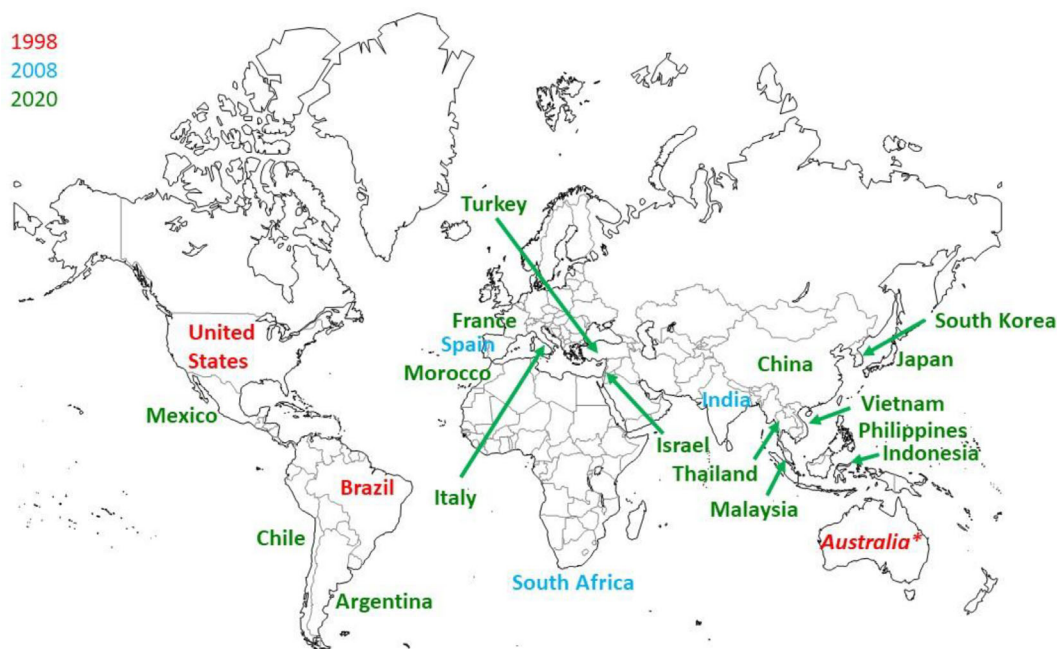 1998
2008
2020
Turkey
United
States
France
Spain
Morocco
South Korea
China
Japan
India
Mexico
Vietnam
Philippines
Israel
Indonesia
Thailand
Italy
Brazil
Malaysia
Chile
Australia*
South Africa
Argentina